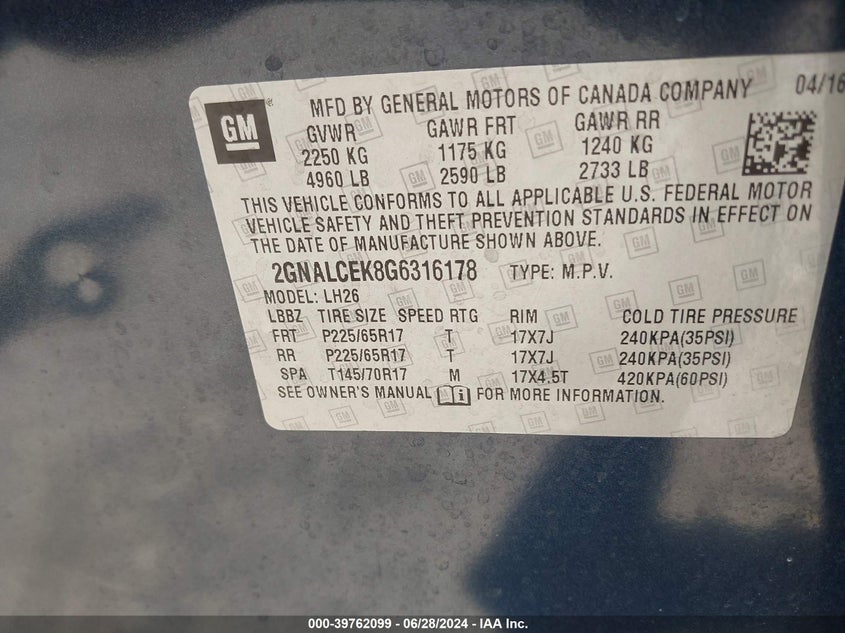 GM
MFD BY GENERAL MOTORS OF CANADA COMPANY 04/16
GVWR GAWR FRT GAWR RR
2250 KG 1175 KG 1240 KG
4960 LB 2590 LB 2733 LB
THIS VEHICLE CONFORMS TO ALL APPLICABLE U.S. FEDERAL MOTOR
VEHICLE SAFETY AND THEFT PREVENTION STANDARDS IN EFFECT ON
THE DATE OF MANUFACTURE SHOWN ABOVE.
2GNALCEK8G6316178 TYPE: M.P.V.
MODEL: LH26
LBBZ TIRE SIZE SPEED RTG RIM COLD TIRE PRESSURE
FRT P225/65R17 T 17X7J 240KPA(35PSI)
RR P225/65R17 T 17X7J 240KPA(35PSI)
SPA T145/70R17 M 17X4.5T 420KPA(60PSI)
SEE OWNER'S MANUAL FOR MORE INFORMATION.
000-39762099 - 06/28/2024 - IAA Inc.